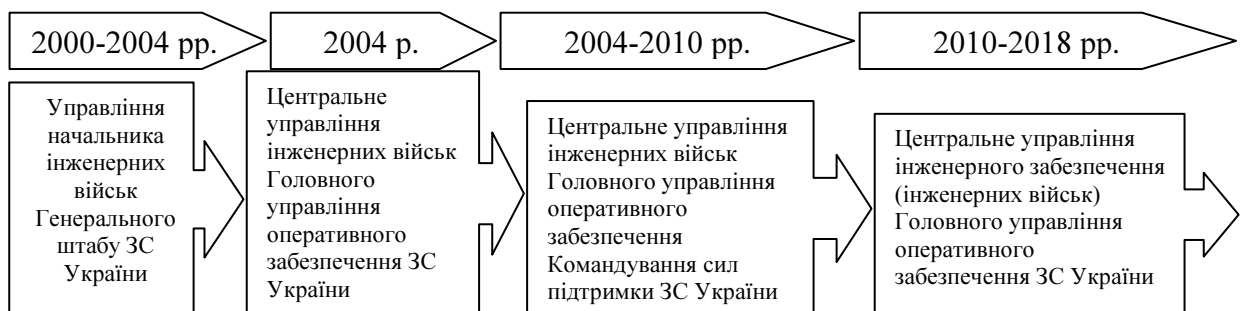 2000-2004 рр.
2004 р.
2004-2010 рр.
2010-2018 рр.
Управління
начальника
інженерних
військ
Генерального
штабу ЗС
України
Центральне
управління
інженерних військ
Головного
управління
оперативного
забезпечення ЗС
України
Центральне управління
інженерних військ
Головного управління
оперативного
забезпечення
Командування сил
підтримки ЗС України
Центральне управління
інженерного забезпечення
(інженерних військ)
Головного управління
оперативного
забезпечення ЗС України